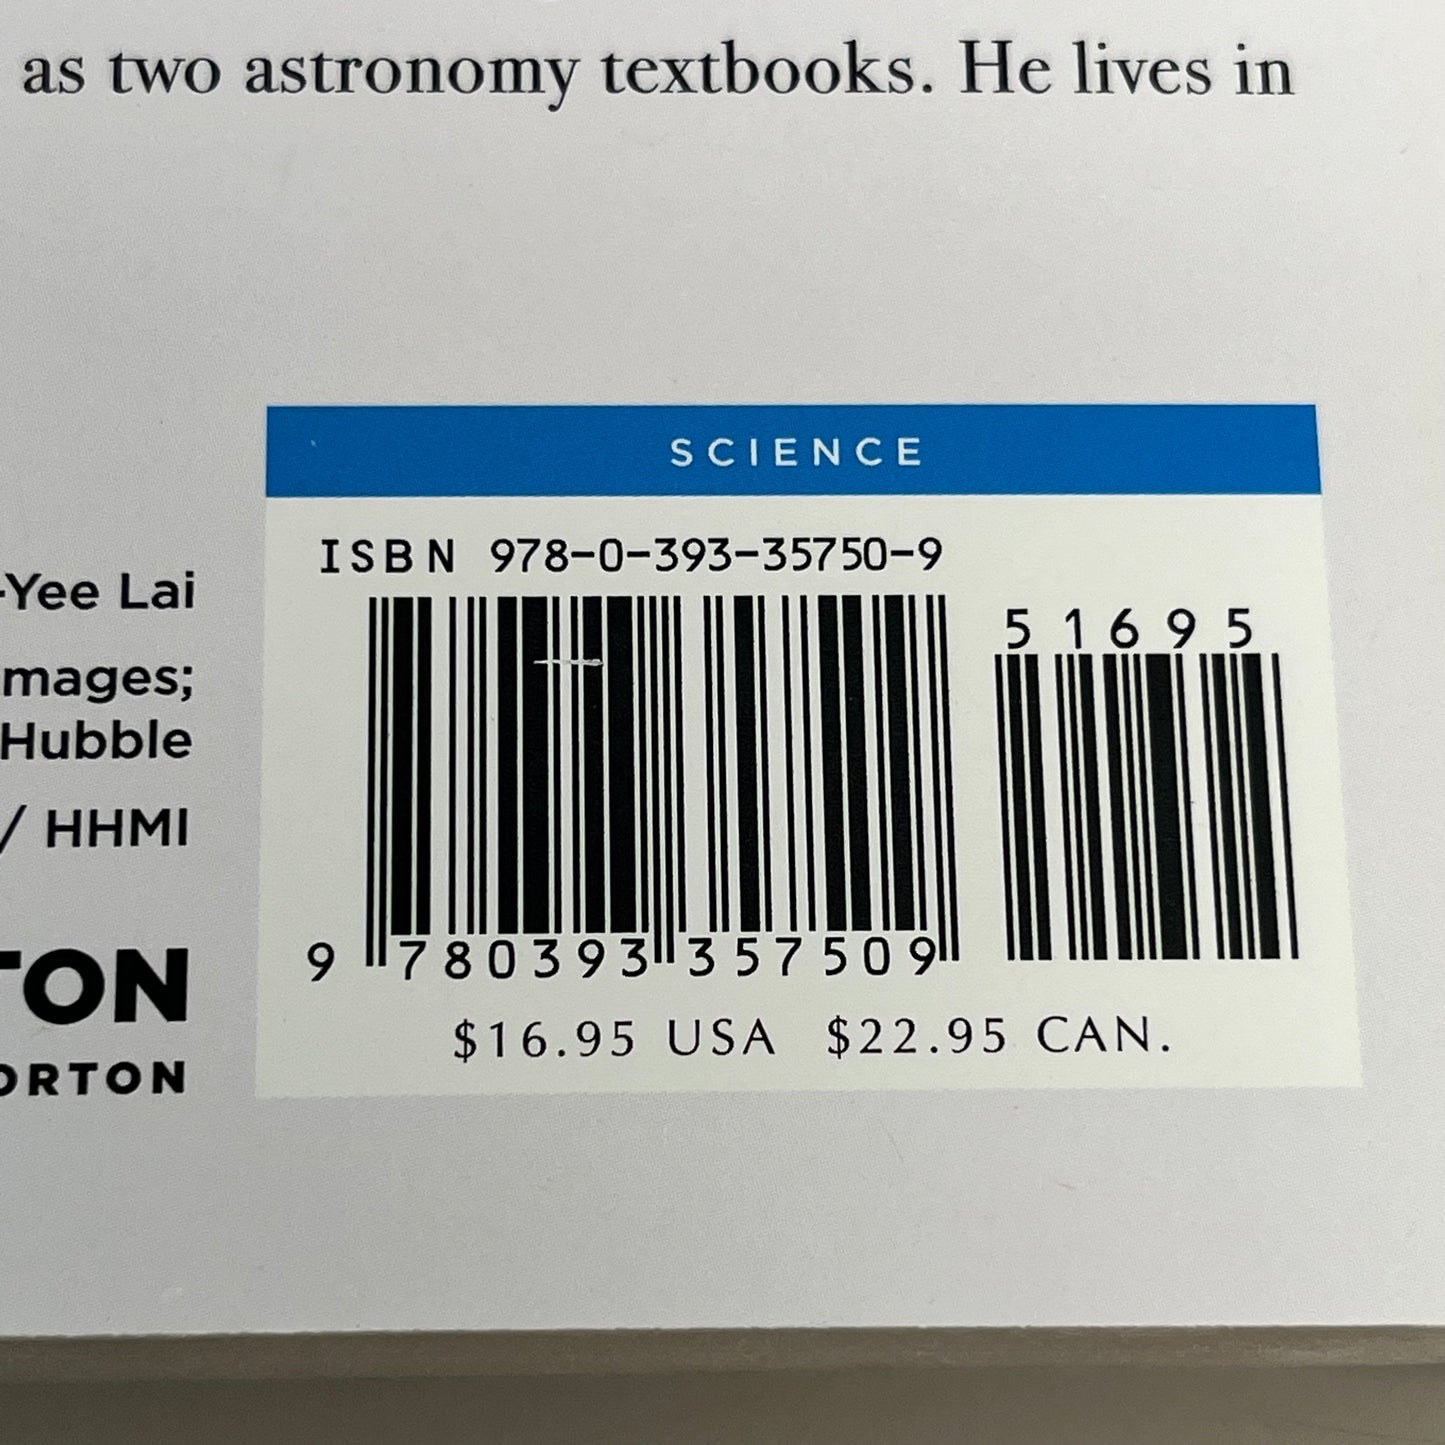 as two astronomy textbooks. He lives in
SCIENCE
ISBN 978-0-393-35750-9
51695
-Yee Lai
mages;
Hubble
/ HHMI
9 780393 357509
TON
$16.95 USA $22.95 CAN.
ORTON